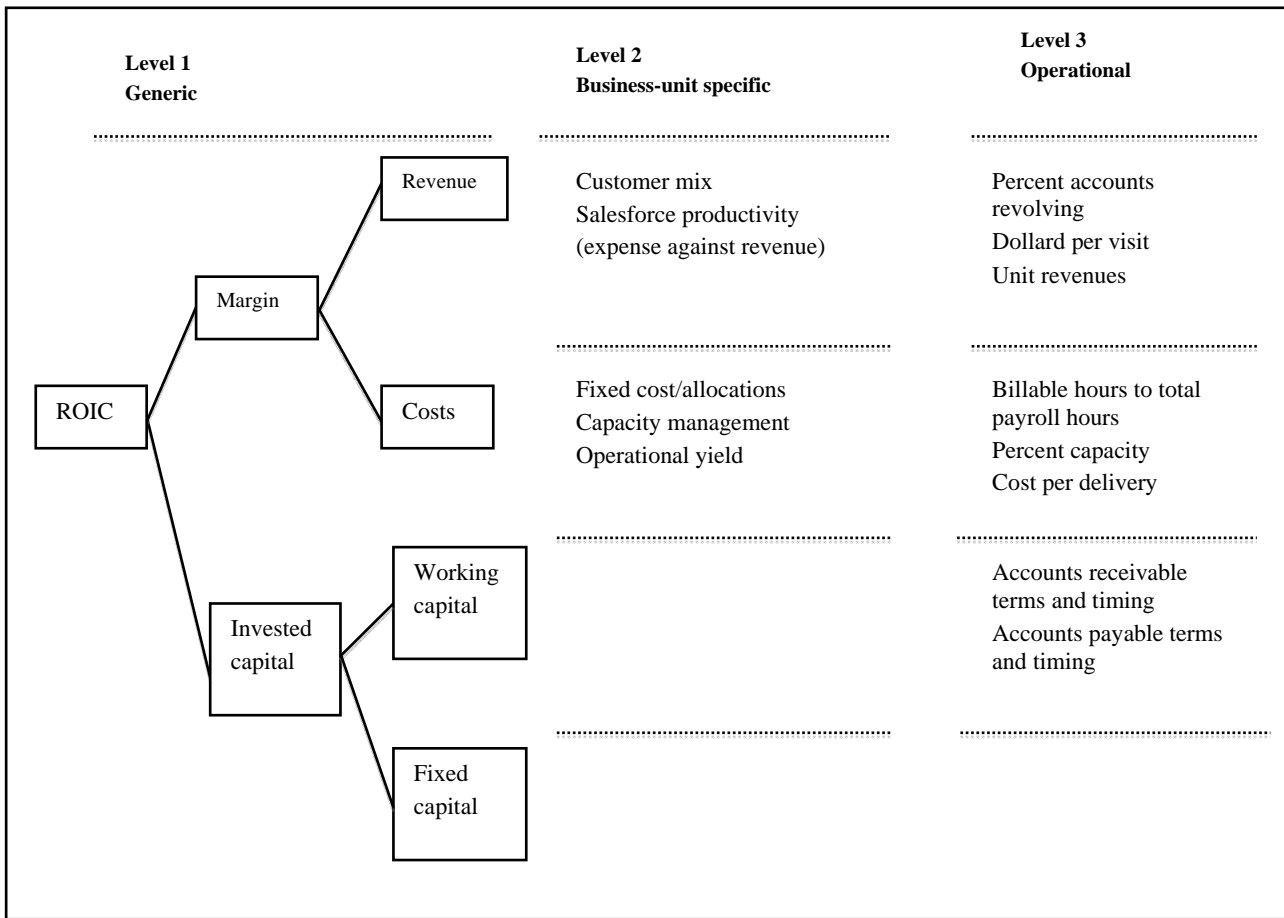 Level 1
Generic
Level 2
Business-unit specific
Level 3
Operational
Revenue
Customer mix
Salesforce productivity
(expense against revenue)
Percent accounts
revolving
Dollard per visit
Unit revenues
Margin
ROIC
Costs
Fixed cost/allocations
Capacity management
Operational yield
Billable hours to total
payroll hours
Percent capacity
Cost per delivery
Invested
capital
Working
capital
Accounts receivable
terms and timing
Accounts payable terms
and timing
Fixed
capital